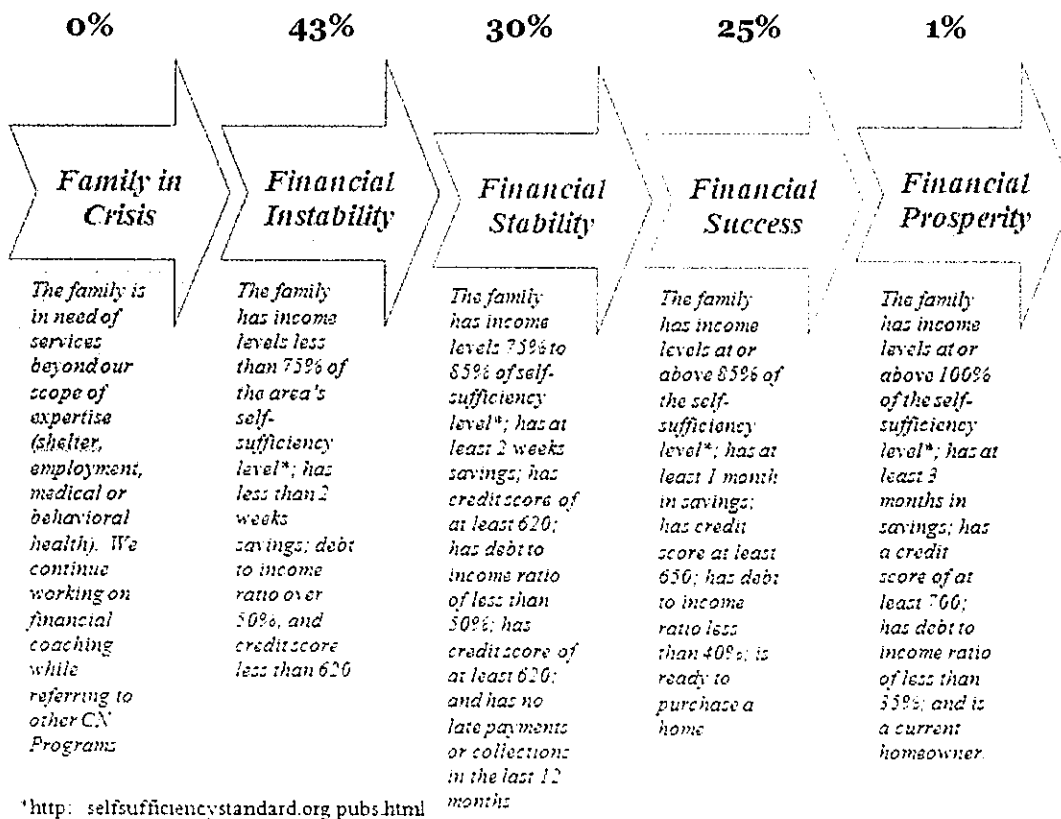 0%
43%
30%
25%
1%
Family in
Crisis
Financial
Instability
Financial
Stability
Financial
Success
Financial
Prosperity
The family is
in need of
services
beyond our
scope of
expertise
(shelter,
employment,
medical or
behavioral
health). We
continue
working on
financial
coaching
while
referring to
other CN
Programs
The family
has income
levels less
than 75% of
the area's
self-
sufficiency
level*; has
less than 2
weeks
savings; debt
to income
ratio over
50%, and
credit score
less than 620
The family
has income
levels 75% to
85% of self-
sufficiency
level*; has at
least 2 weeks
savings; has
credit score of
at least 620;
has debt to
income ratio
of less than
50%; has
credit score of
at least 620;
and has no
late payments
or collections
in the last 12
months
The family
has income
levels at or
above 85% of
the self-
sufficiency
level*; has at
least 1 month
in savings;
has credit
score at least
650; has debt
to income
ratio less
than 40%; is
ready to
purchase a
home
The family
has income
levels at or
above 100%
of the self-
sufficiency
level*; has at
least 3
months in
savings; has
a credit
score of at
least 700;
has debt to
income ratio
of less than
35%; and is
a current
homeowner.
*http: selfsufficiencystandard.org pubs.html